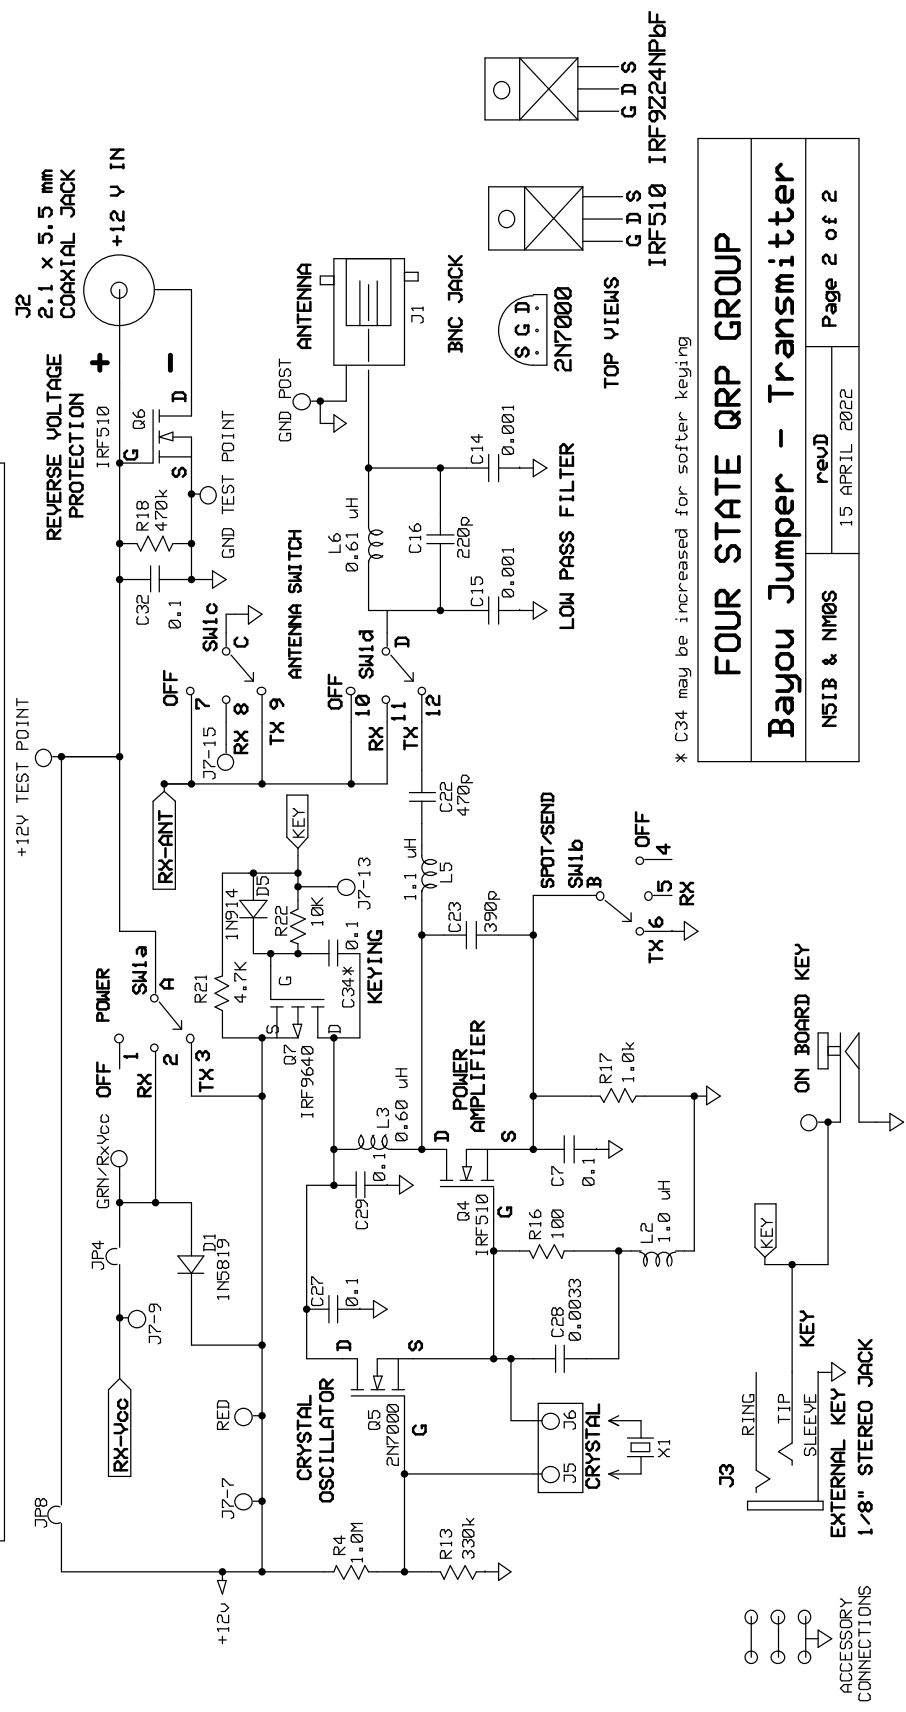 JP8
+12V TEST POINT
REVERSE VOLTAGE
PROTECTION
J2
2.1 x 5.5 mm
COAXIAL JACK
+12 V IN
+
-
IRF510
Q6
G
S
D
R18
470k
C32
0.1
GND TEST POINT
RX-Vcc
J7-9
JP4
GRN/RxVcc
OFF
POWER
1
RX
2
TX 3
SW1a
A
D1
1N5819
J7-7
RED
+12v
RX-ANT
OFF
7
J7-15
RX 8
TX 9
SW1c
C
ANTENNA SWITCH
OFF
10
RX 11
TX 12
SW1d
D
R21
4.7K
1N914
D5
R22
10K
KEY
J7-13
C34*
0.1
KEYING
S
G
D
Q7
IRF9640
L3
0.60 uH
C29
0.1
C27
0.1
CRYSTAL
OSCILLATOR
D
S
G
Q5
2N7000
R4
1.0M
R13
330k
J5
J6
CRYSTAL
X1
C28
0.0033
R16
100
L2
1.0 uH
Q4
IRF510
G
D
S
POWER
AMPLIFIER
C7
0.1
R17
1.0k
C23
390p
1.1 uH
L5
C22
470p
SPOT/SEND
SW1b
B
TX 6
5
RX
OFF
4
L6
0.61 uH
C16
220p
C15
0.001
C14
0.001
LOW PASS FILTER
GND POST
ANTENNA
J1
BNC JACK
S G D
2N7000
TOP VIEWS
G D S
IRF510
G D S
IRF9Z24NPbF
J3
RING
TIP
SLEEVE
KEY
KEY
EXTERNAL KEY
1/8" STEREO JACK
ON BOARD KEY
ACCESSORY
CONNECTIONS
* C34 may be increased for softer keying
FOUR STATE QRP GROUP
Bayou Jumper - Transmitter
N5IB & NM0S
revD
15 APRIL 2022
Page 2 of 2